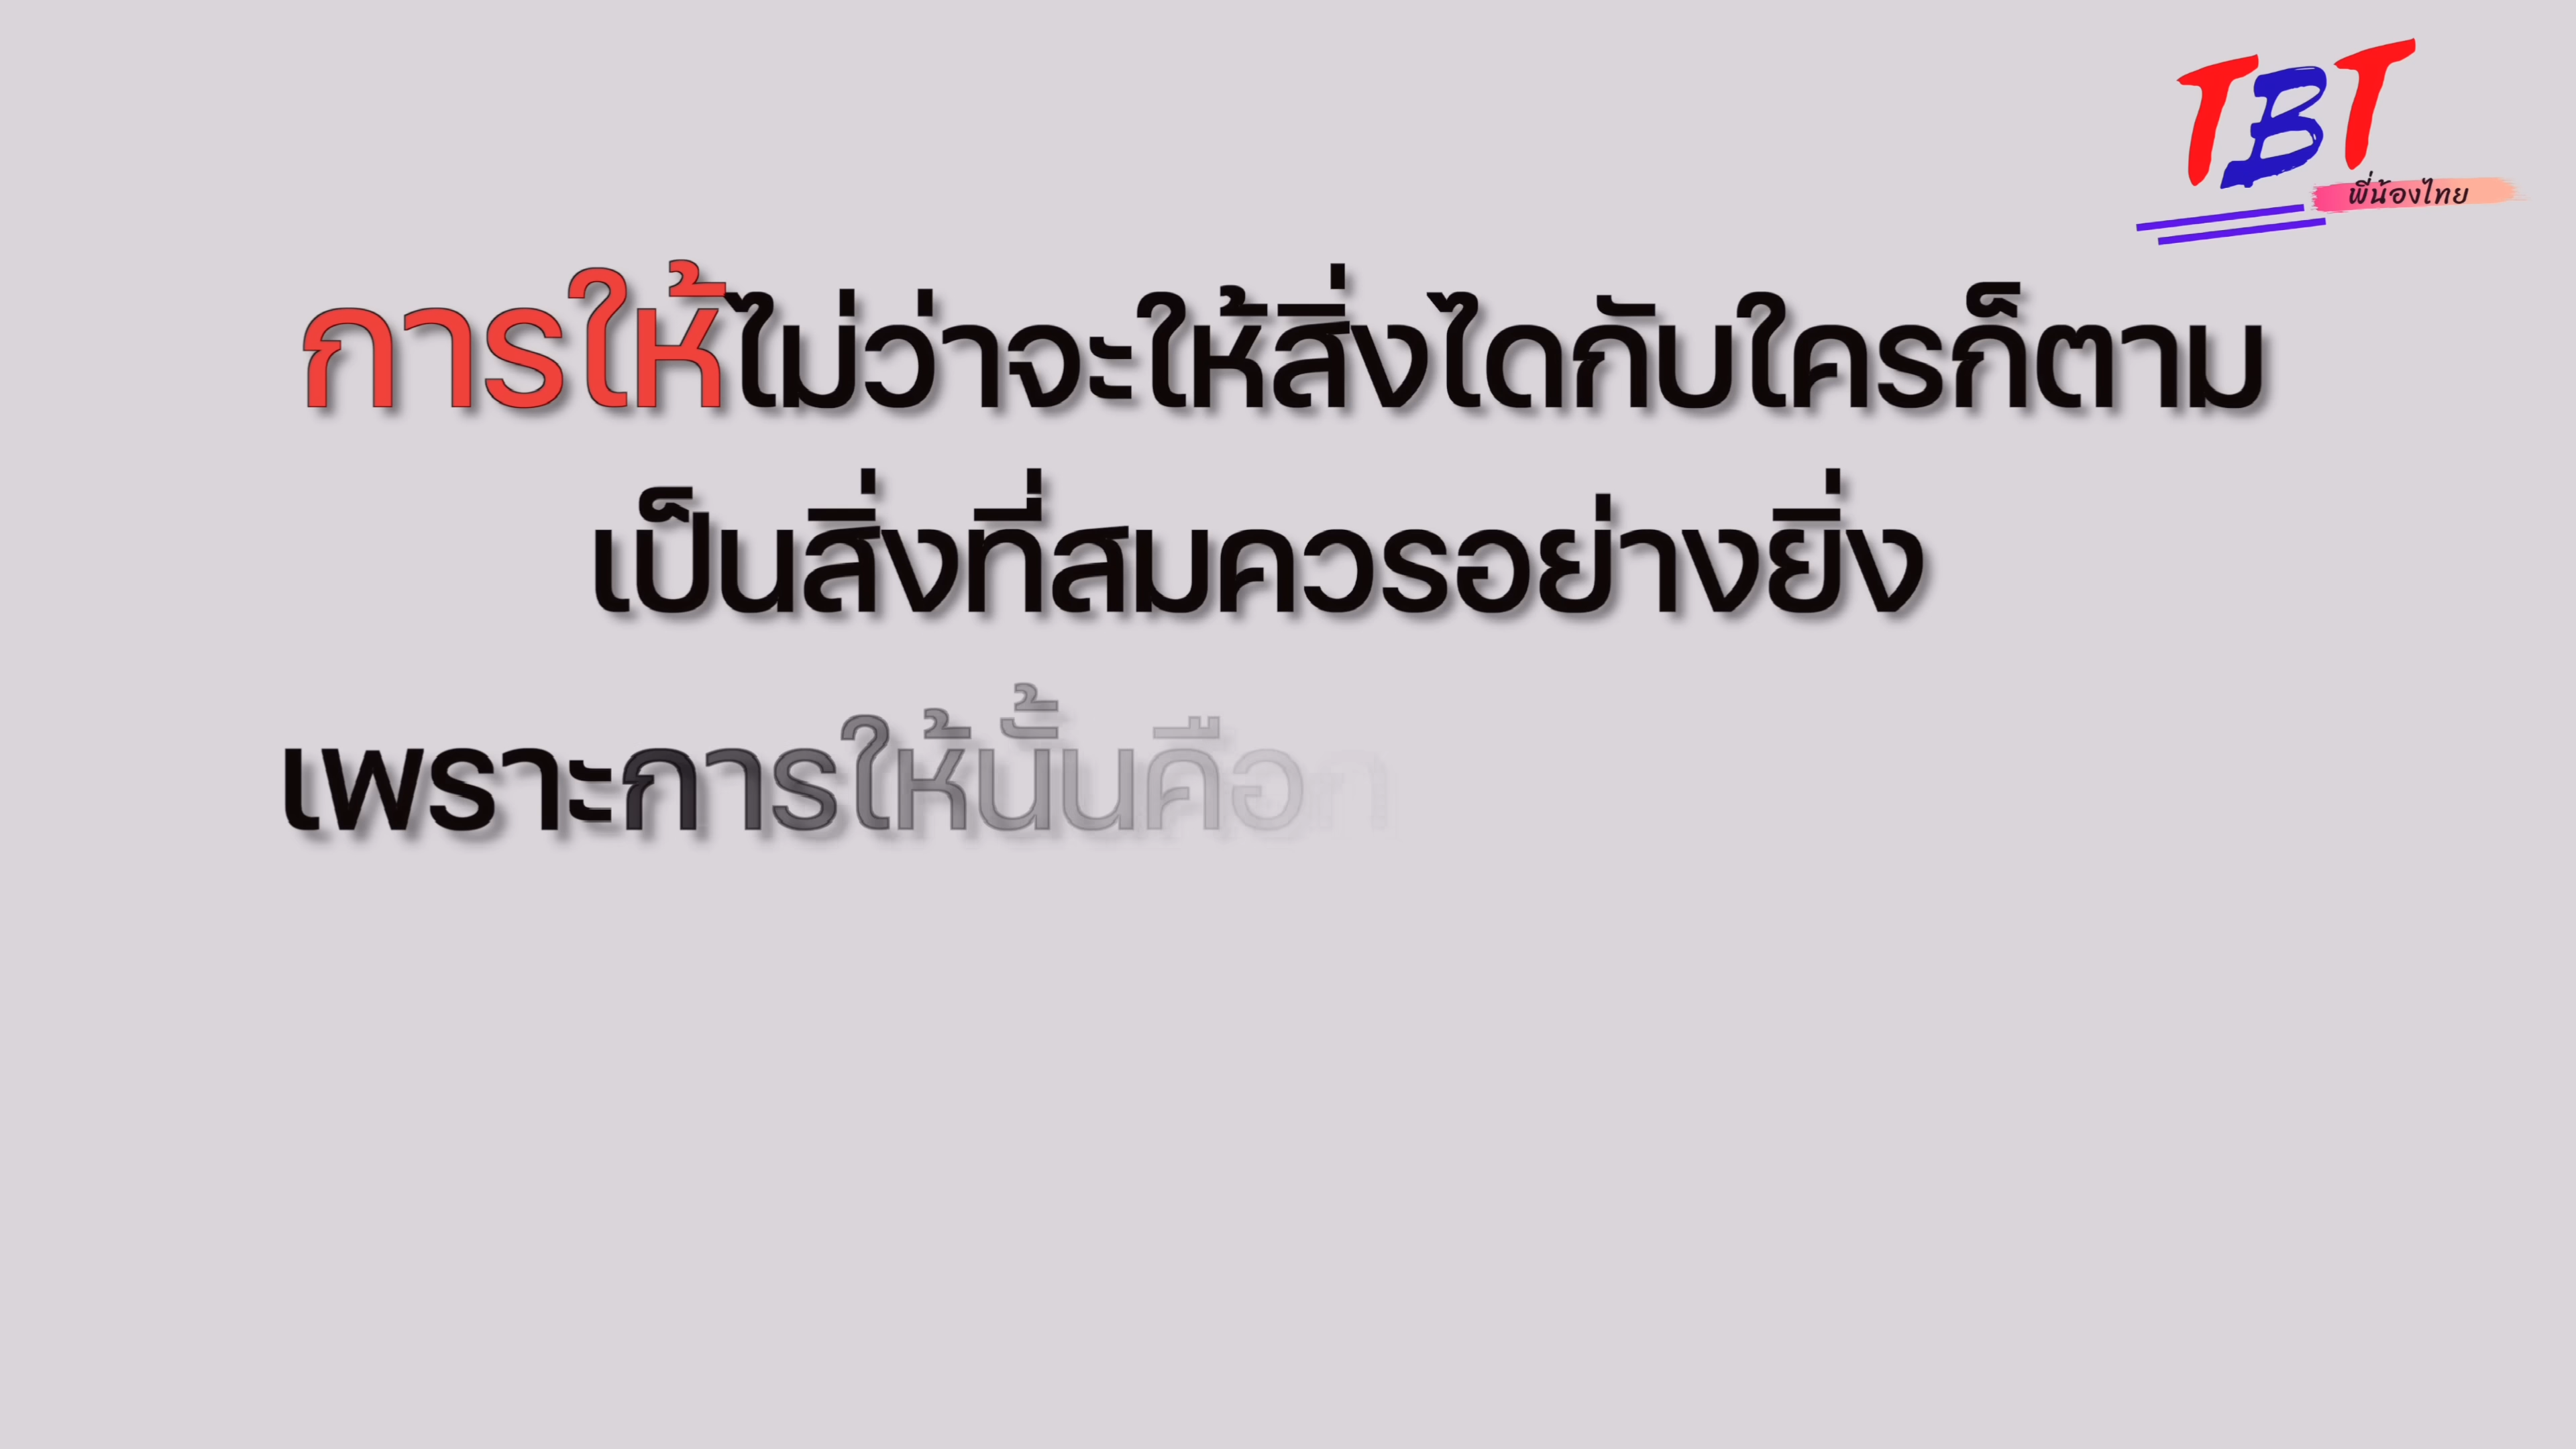 TBT
พี่น้องไทย
การให้ไม่ว่าจะให้สิ่งไดกับใครก็ตาม
เป็นสิ่งที่สมควรอย่างยิ่ง
เพราะการให้นั้นคือ